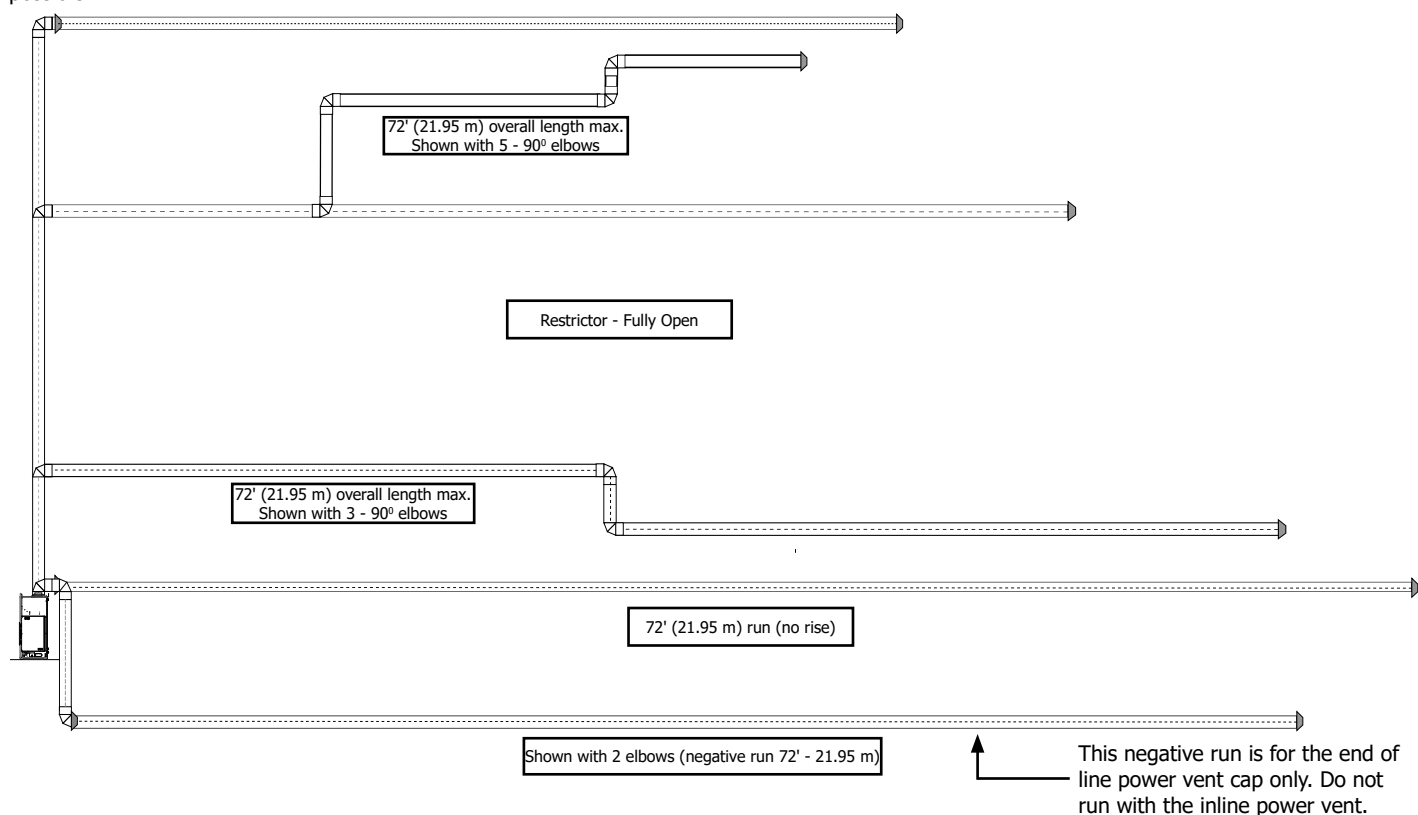 72' (21.95 m) overall length max.
Shown with 5 - 90⁰ elbows
Restrictor - Fully Open
72' (21.95 m) overall length max.
Shown with 3 - 90⁰ elbows
72' (21.95 m) run (no rise)
Shown with 2 elbows (negative run 72' - 21.95 m)
This negative run is for the end of
line power vent cap only. Do not
run with the inline power vent.